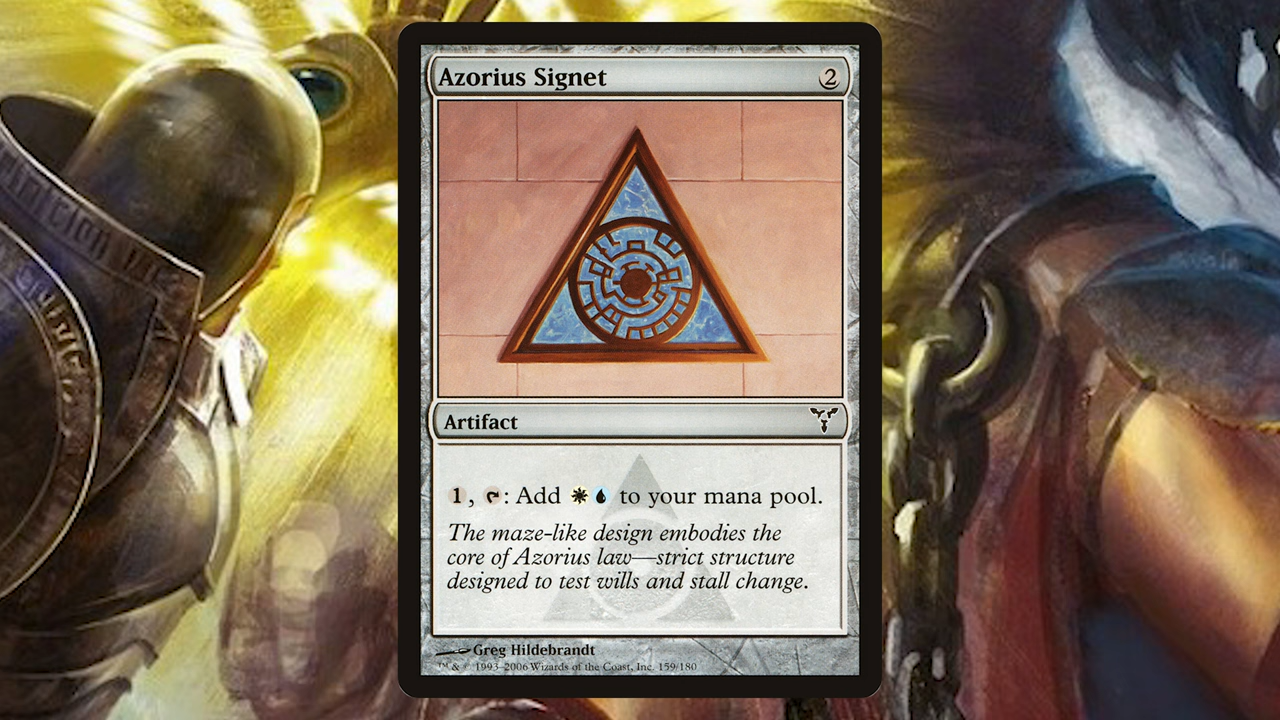 Azorius Signet 2
Artifact
1, : Add to your mana pool.
The maze-like design embodies the
core of Azorius law—strict structure
designed to test wills and stall change.
Greg Hildebrandt
™ & © 1993–2006 Wizards of the Coast, Inc. 159/180